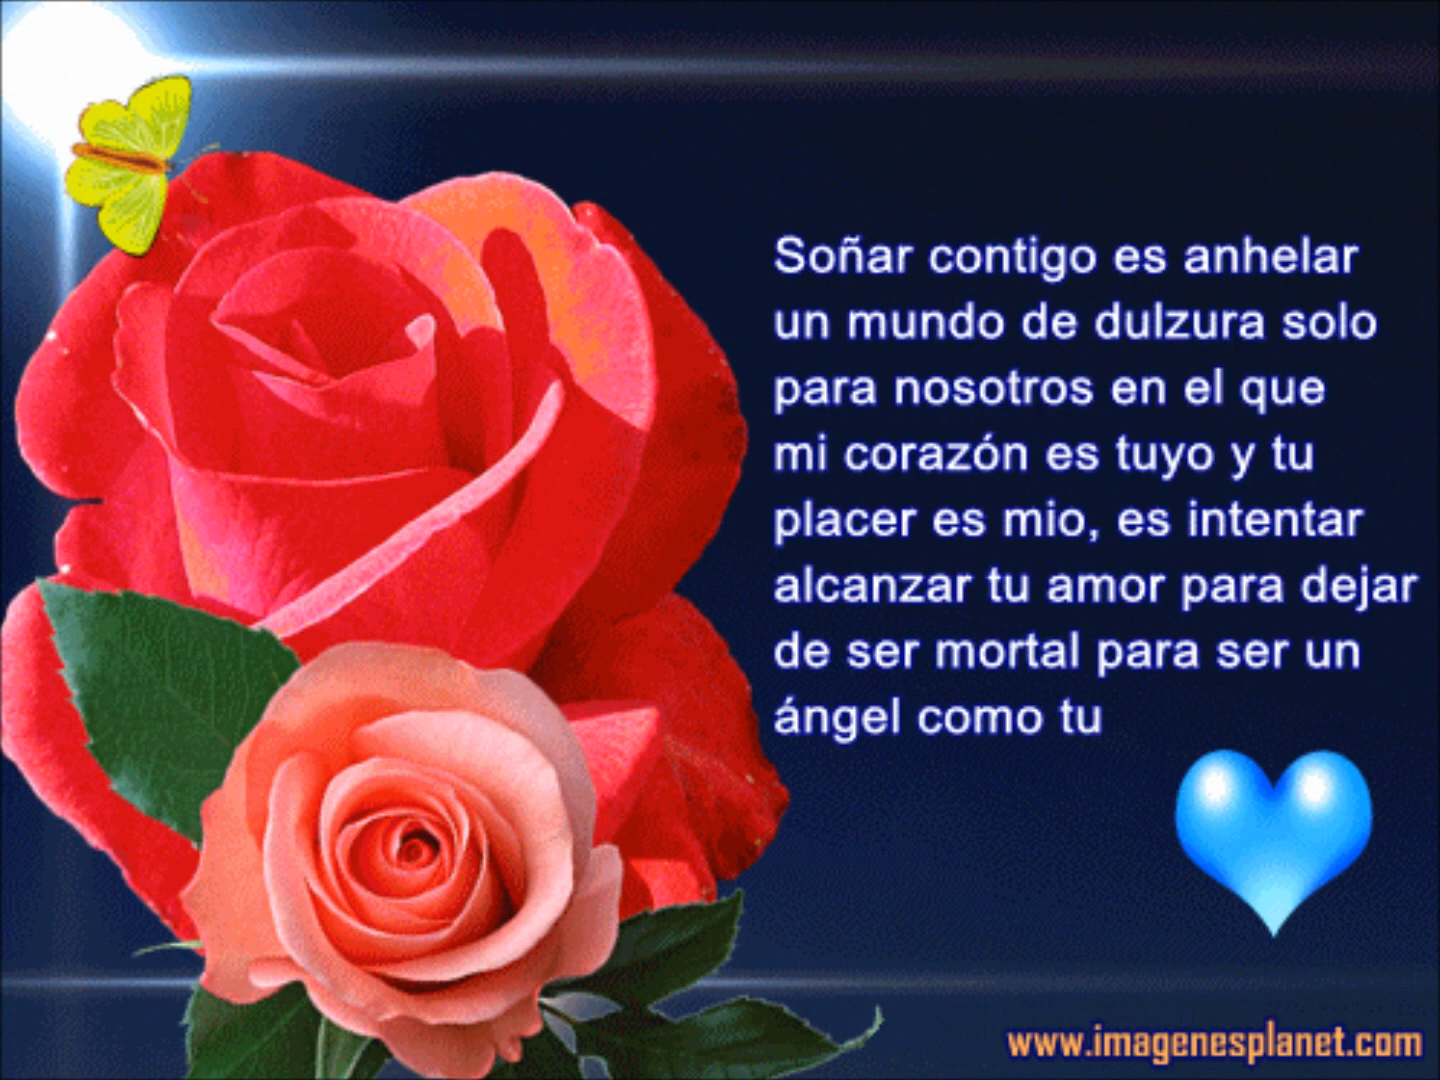 Soñar contigo es anhelar
un mundo de dulzura solo
para nosotros en el que
mi corazón es tuyo y tu
placer es mio, es intentar
alcanzar tu amor para dejar
de ser mortal para ser un
ángel como tu
www.imagenesplanet.com